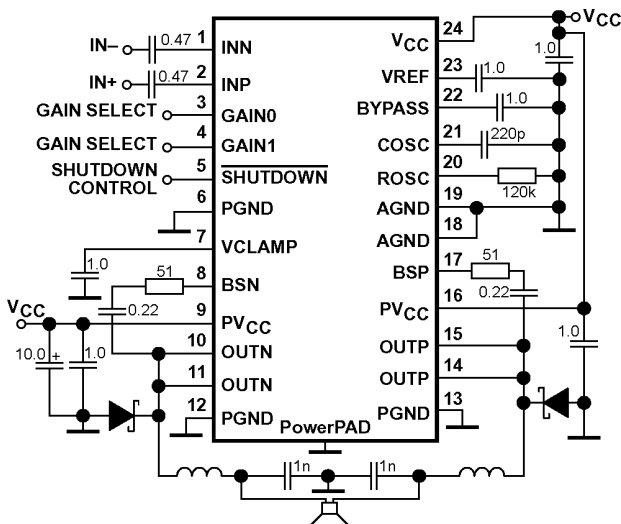 IN– 0.47 1 INN
IN+ 0.47 2 INP
GAIN SELECT 3 GAIN0
GAIN SELECT 4 GAIN1
SHUTDOWN CONTROL 5 SHUTDOWN
6 PGND
7 VCLAMP
1.0
8 BSN
51
0.22
VCC
9 PVCC
10 OUTN
10.0 +
1.0
11 OUTN
12 PGND
PowerPAD
VCC 24 VCC
1.0
VREF 23 1.0
BYPASS 22 1.0
COSC 21 220p
ROSC 20 120k
AGND 19
AGND 18
BSP 17 51
0.22
PVCC 16
1.0
OUTP 15
OUTP 14
PGND 13
1n
1n